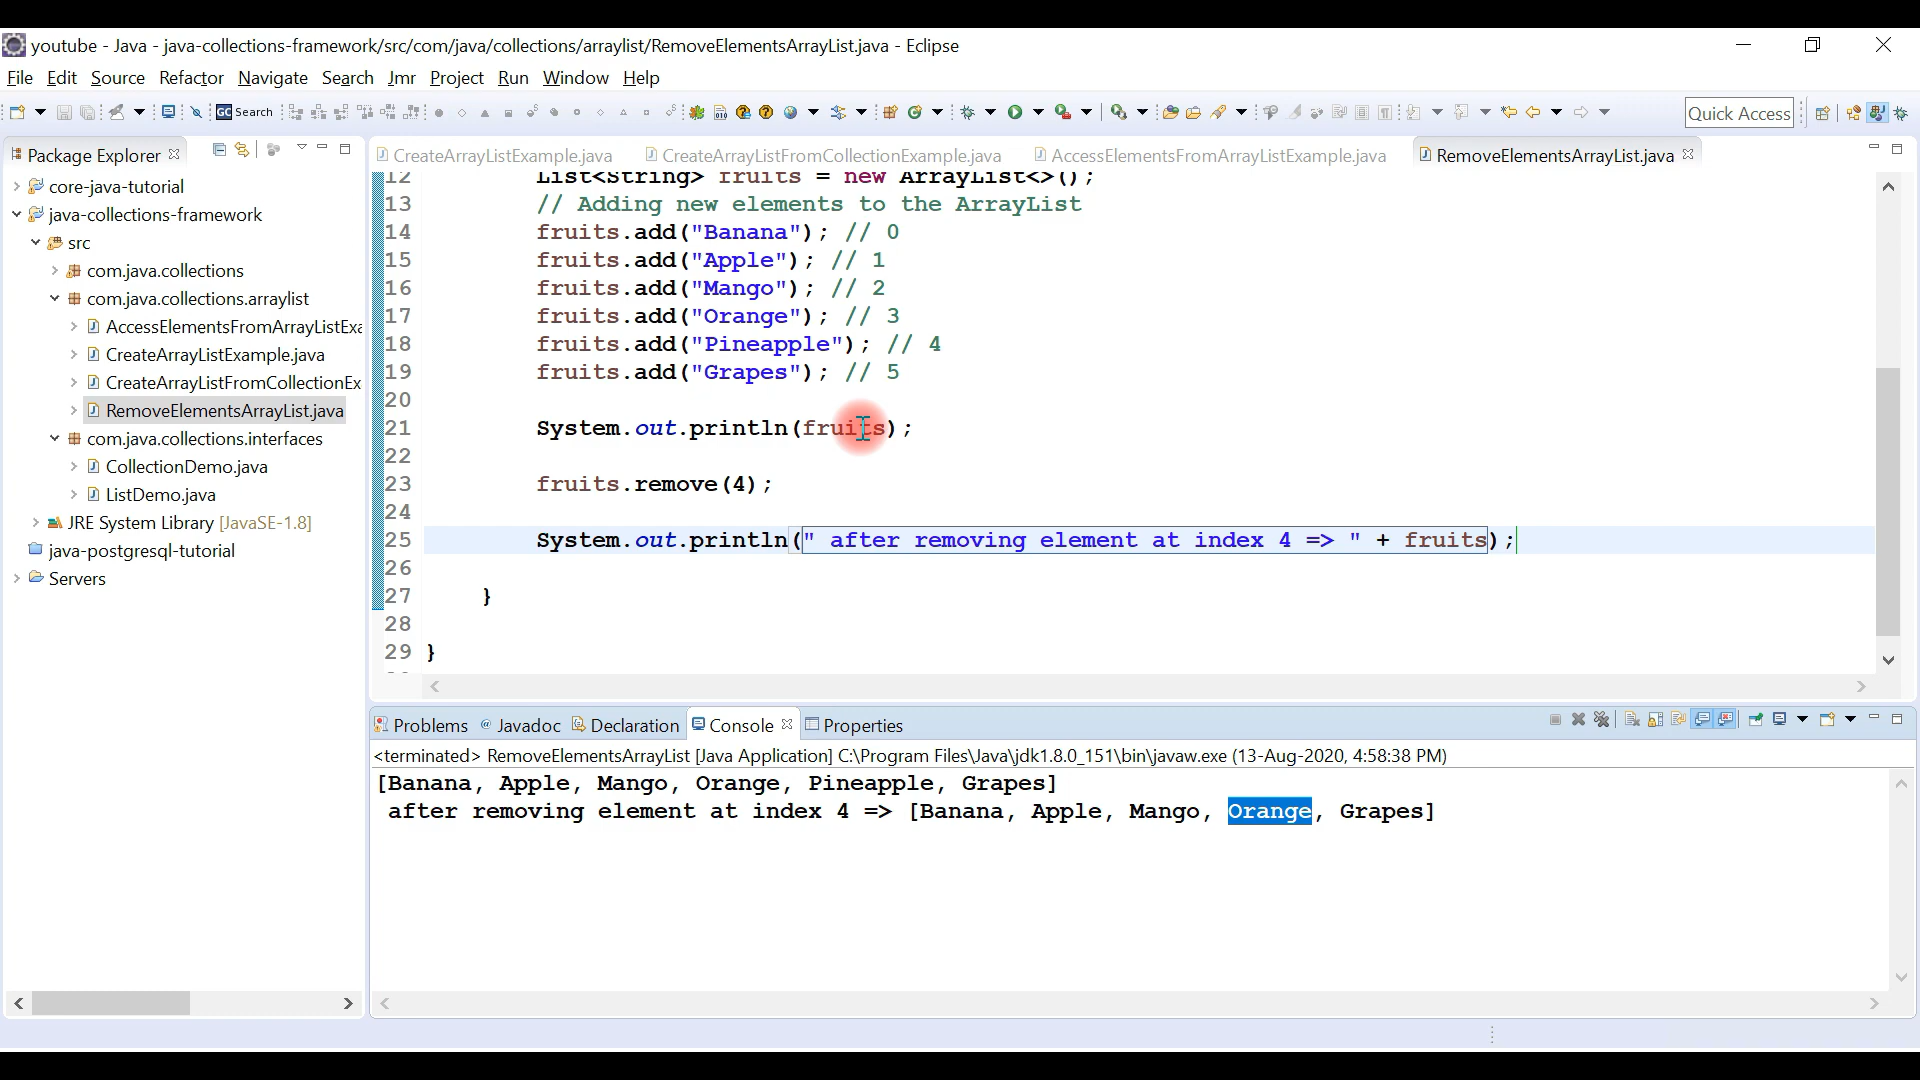 youtube - Java - java-collections-framework/src/com/java/collections/arraylist/RemoveElementsArrayList.java - Eclipse
File Edit Source Refactor Navigate Search Jmr Project Run Window Help
GC Search
Quick Access
Package Explorer
CreateArrayListExample.java CreateArrayListFromCollectionExample.java AccessElementsFromArrayListExample.java RemoveElementsArrayList.java
core-java-tutorial
java-collections-framework
src
com.java.collections
com.java.collections.arraylist
AccessElementsFromArrayListExa
CreateArrayListExample.java
CreateArrayListFromCollectionEx
RemoveElementsArrayList.java
com.java.collections.interfaces
CollectionDemo.java
ListDemo.java
JRE System Library [JavaSE-1.8]
java-postgresql-tutorial
Servers
12 List<String> fruits = new ArrayList<>();
13 // Adding new elements to the ArrayList
14 fruits.add("Banana"); // 0
15 fruits.add("Apple"); // 1
16 fruits.add("Mango"); // 2
17 fruits.add("Orange"); // 3
18 fruits.add("Pineapple"); // 4
19 fruits.add("Grapes"); // 5
20
21 System.out.println(fruits);
22
23 fruits.remove(4);
24
25 System.out.println(" after removing element at index 4 => " + fruits);
26
27 }
28
29 }
Problems Javadoc Declaration Console Properties
<terminated> RemoveElementsArrayList [Java Application] C:\Program Files\Java\jdk1.8.0_151\bin\javaw.exe (13-Aug-2020, 4:58:38 PM)
[Banana, Apple, Mango, Orange, Pineapple, Grapes]
after removing element at index 4 => [Banana, Apple, Mango, Orange, Grapes]